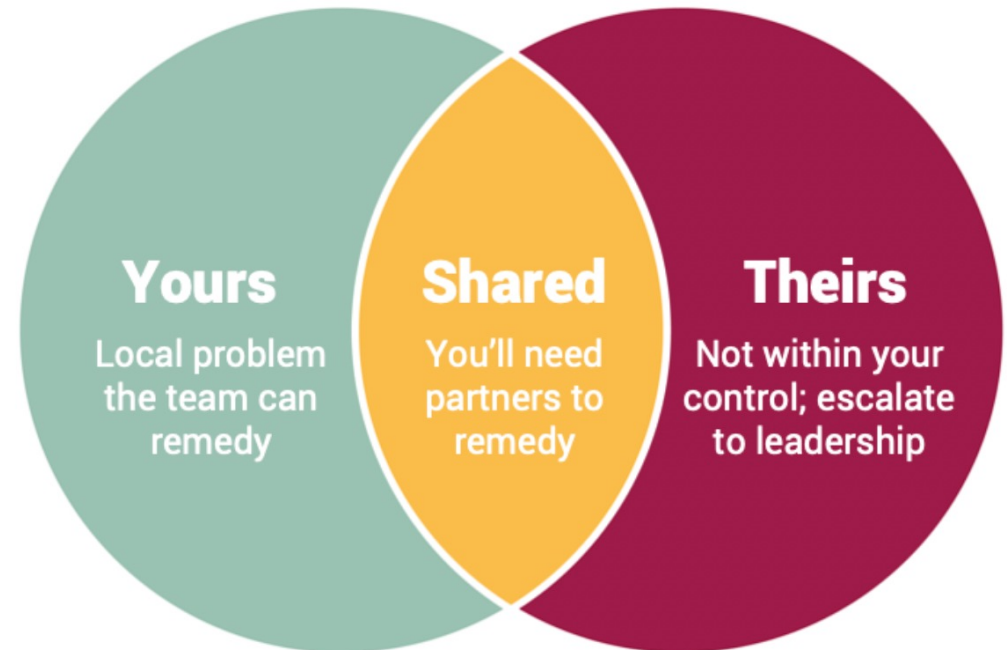 Yours
Local problem
the team can
remedy
Shared
You'll need
partners to
remedy
Theirs
Not within your
control; escalate
to leadership